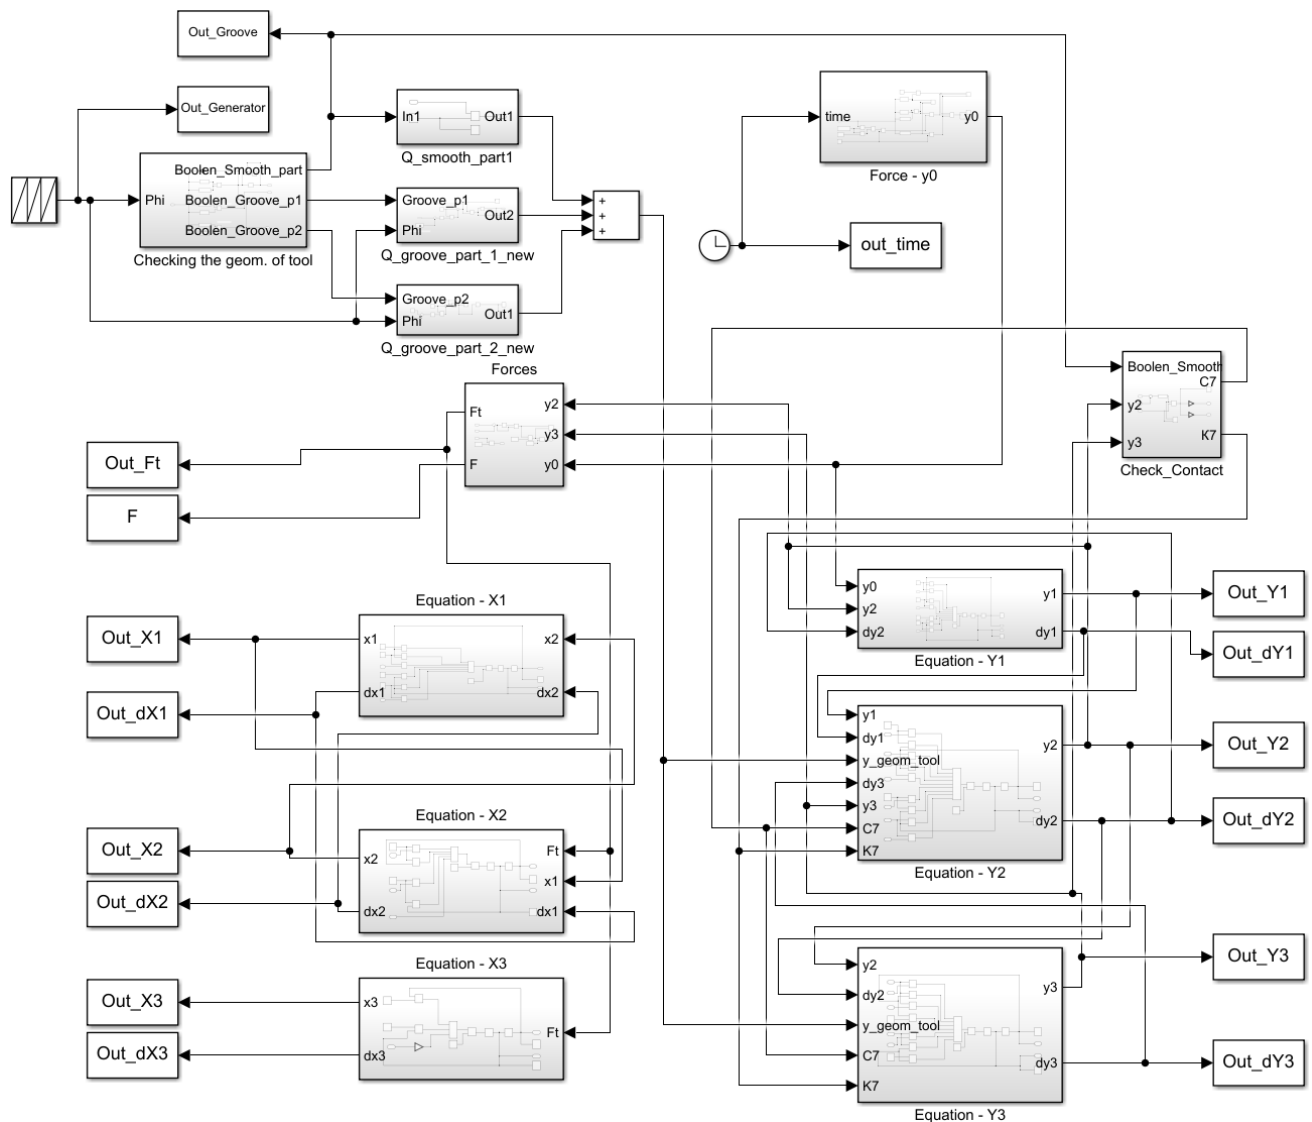 Out_Groove
Out_Generator
Boolen_Smooth_part
Phi
Boolen_Groove_p1
Boolen_Groove_p2
Checking the geom. of tool
In1
Out1
Q_smooth_part1
Groove_p1
Out2
Phi
Q_groove_part_1_new
Groove_p2
Out1
Phi
Q_groove_part_2_new
+
+
+
time
y0
Force - y0
out_time
Boolen_Smooth
C7
y2
y3
K7
Check_Contact
Forces
Ft
y2
y3
F
y0
Out_Ft
F
Equation - X1
x1
x2
dx1
dx2
Out_X1
Out_dX1
Equation - X2
x2
Ft
x1
dx2
dx1
Out_X2
Out_dX2
Equation - X3
x3
Ft
dx3
Out_X3
Out_dX3
y0
y1
y2
dy2
dy1
Equation - Y1
Out_Y1
Out_dY1
y1
dy1
y2
y_geom_tool
dy3
y3
dy2
C7
K7
Equation - Y2
Out_Y2
Out_dY2
y2
y3
dy2
y_geom_tool
C7
dy3
K7
Equation - Y3
Out_Y3
Out_dY3